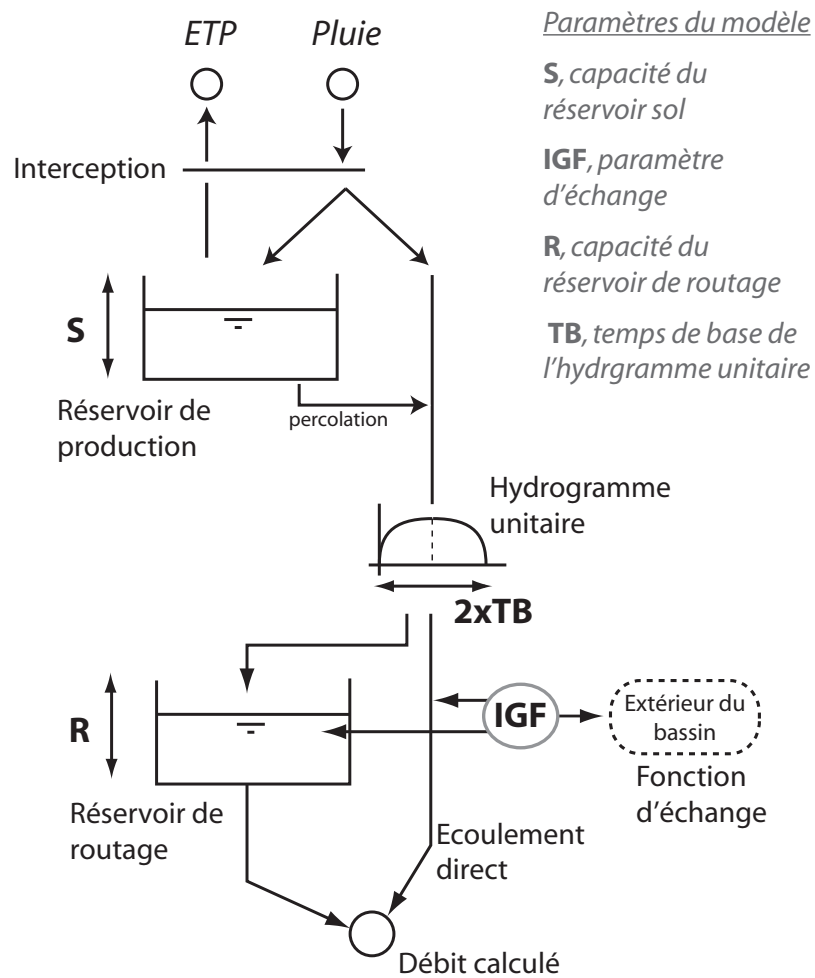 ETP
Pluie
Paramètres du modèle
S, capacité du
réservoir sol
IGF, paramètre
d'échange
R, capacité du
réservoir de routage
TB, temps de base de
l'hydrgramme unitaire
Interception
S
Réservoir de
production
percolation
Hydrogramme
unitaire
2xTB
R
IGF
Extérieur du
bassin
Fonction
d'échange
Réservoir de
routage
Ecoulement
direct
Débit calculé